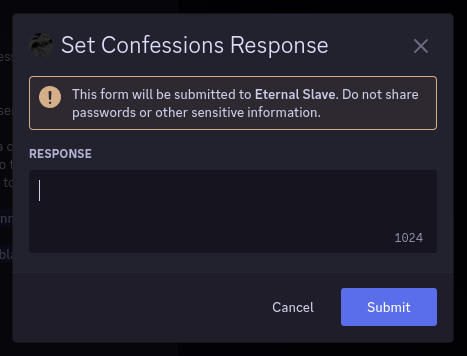 Set Confessions Response
This form will be submitted to Eternal Slave. Do not share
passwords or other sensitive information.
RESPONSE
1024
Cancel
Submit